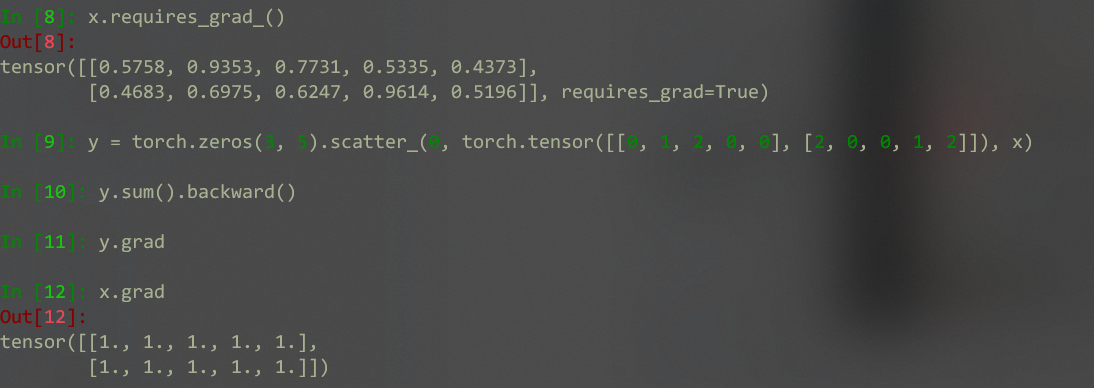 In [8]: x.requires_grad_()
Out[8]:
tensor([[0.5758, 0.9353, 0.7731, 0.5335, 0.4373],
        [0.4683, 0.6975, 0.6247, 0.9614, 0.5196]], requires_grad=True)
In [9]: y = torch.zeros(3, 5).scatter_(0, torch.tensor([[0, 1, 2, 0, 0], [2, 0, 0, 1, 2]]), x)
In [10]: y.sum().backward()
In [11]: y.grad
In [12]: x.grad
Out[12]:
tensor([[1., 1., 1., 1., 1.],
        [1., 1., 1., 1., 1.]])